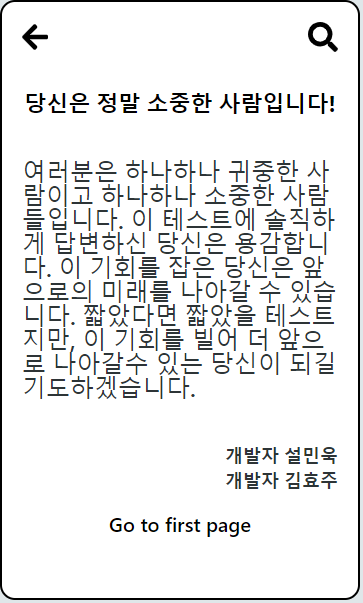 당신은 정말 소중한 사람입니다!
여러분은 하나하나 귀중한 사
람이고 하나하나 소중한 사람
들입니다. 이 테스트에 솔직하
게 답변하신 당신은 용감합니
다. 이 기회를 잡은 당신은 앞
으로의 미래를 나아갈 수 있습
니다. 짧았다면 짧았을 테스트
지만, 이 기회를 빌어 더 앞으
로 나아갈수 있는 당신이 되길
기도하겠습니다.
개발자 설민욱
개발자 김효주
Go to first page